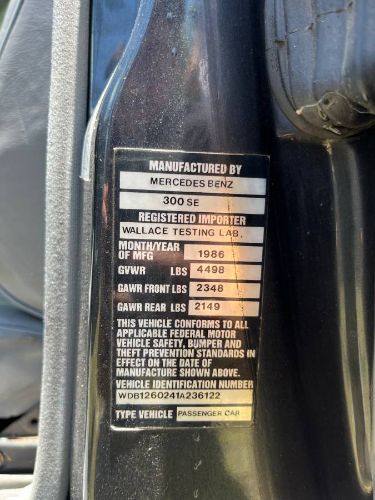 MANUFACTURED BY
MERCEDES BENZ
300 SE
REGISTERED IMPORTER
WALLACE TESTING LAB.
MONTH/YEAR OF MFG 1986
GVWR LBS 4498
GAWR FRONT LBS 2348
GAWR REAR LBS 2149
THIS VEHICLE CONFORMS TO ALL
APPLICABLE FEDERAL MOTOR
VEHICLE SAFETY, BUMPER AND
THEFT PREVENTION STANDARDS IN
EFFECT ON THE DATE OF
MANUFACTURE SHOWN ABOVE.
VEHICLE IDENTIFICATION NUMBER
WDB1260241A236122
TYPE VEHICLE PASSENGER CAR